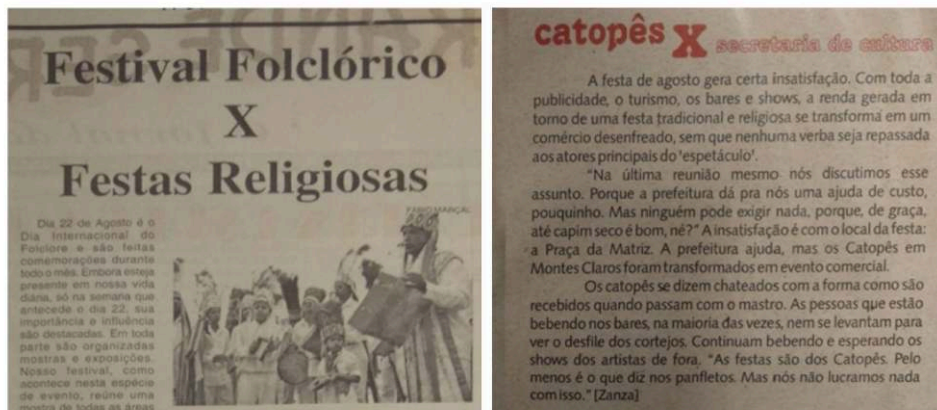 Festival Folclórico
X
Festas Religiosas
FABIO MARÇAL
Dia 22 de Agosto é o
Dia Internacional do
Folclore e são feitas
comemorações durante
todo o mês. Embora esteja
presente em nossa vida
diária, só na semana que
antecede o dia 22, sua
importância e influência
são destacadas. Em toda
parte são organizadas
mostras e exposições.
Nosso festival, como
acontece nesta espécie
de evento, reúne uma
mostra de todas as áreas
catopês X secretaria de cultura
A festa de agosto gera certa insatisfação. Com toda a
publicidade, o turismo, os bares e shows, a renda gerada em
torno de uma festa tradicional e religiosa se transforma em um
comércio desenfreado, sem que nenhuma verba seja repassada
aos atores principais do 'espetáculo'.
"Na última reunião mesmo nós discutimos esse
assunto. Porque a prefeitura dá pra nós uma ajuda de custo,
pouquinho. Mas ninguém pode exigir nada, porque, de graça,
até capim seco é bom, né?" A insatisfação é com o local da festa:
a Praça da Matriz. A prefeitura ajuda, mas os Catopês em
Montes Claros foram transformados em evento comercial.
Os catopês se dizem chateados com a forma como são
recebidos quando passam com o mastro. As pessoas que estão
bebendo nos bares, na maioria das vezes, nem se levantam para
ver o desfile dos cortejos. Continuam bebendo e esperando os
shows dos artistas de fora. "As festas são dos Catopês. Pelo
menos é o que diz nos panfletos. Mas nós não lucramos nada
com isso." [Zanza]